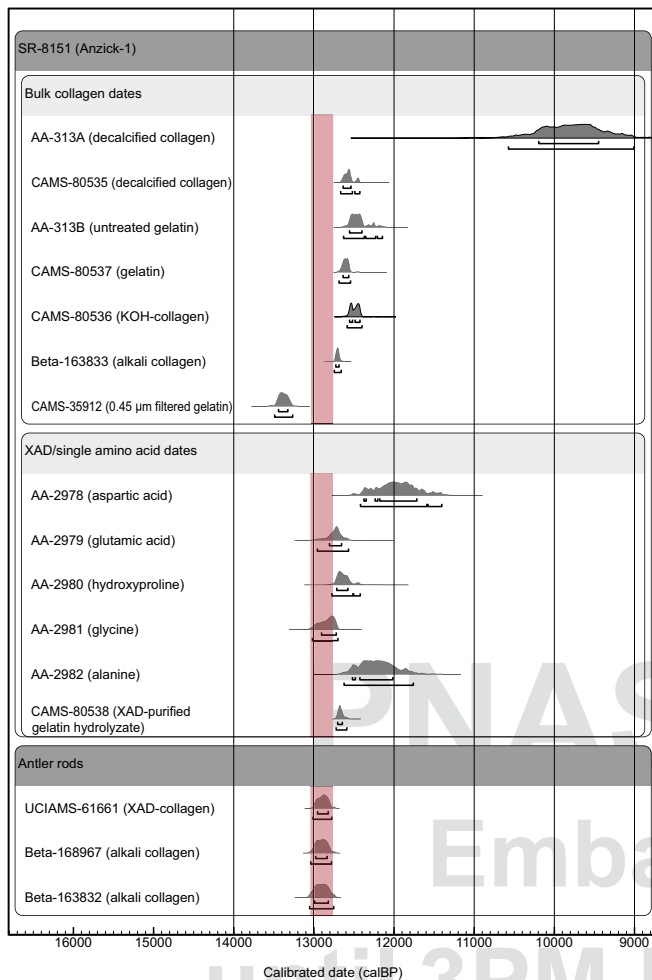 SR-8151 (Anzick-1)
Bulk collagen dates
AA-313A (decalcified collagen)
CAMS-80535 (decalcified collagen)
AA-313B (untreated gelatin)
CAMS-80537 (gelatin)
CAMS-80536 (KOH-collagen)
Beta-163833 (alkali collagen)
CAMS-35912 (0.45 µm filtered gelatin)
XAD/single amino acid dates
AA-2978 (aspartic acid)
AA-2979 (glutamic acid)
AA-2980 (hydroxyproline)
AA-2981 (glycine)
AA-2982 (alanine)
PNAS
CAMS-80538 (XAD-purified
gelatin hydrolyzate)
Antler rods
UCIAMS-61661 (XAD-collagen)
Emba
Beta-168967 (alkali collagen)
Beta-163832 (alkali collagen)
16000 15000 14000 13000 12000 11000 10000 9000
until 3PM
Calibrated date (calBP)